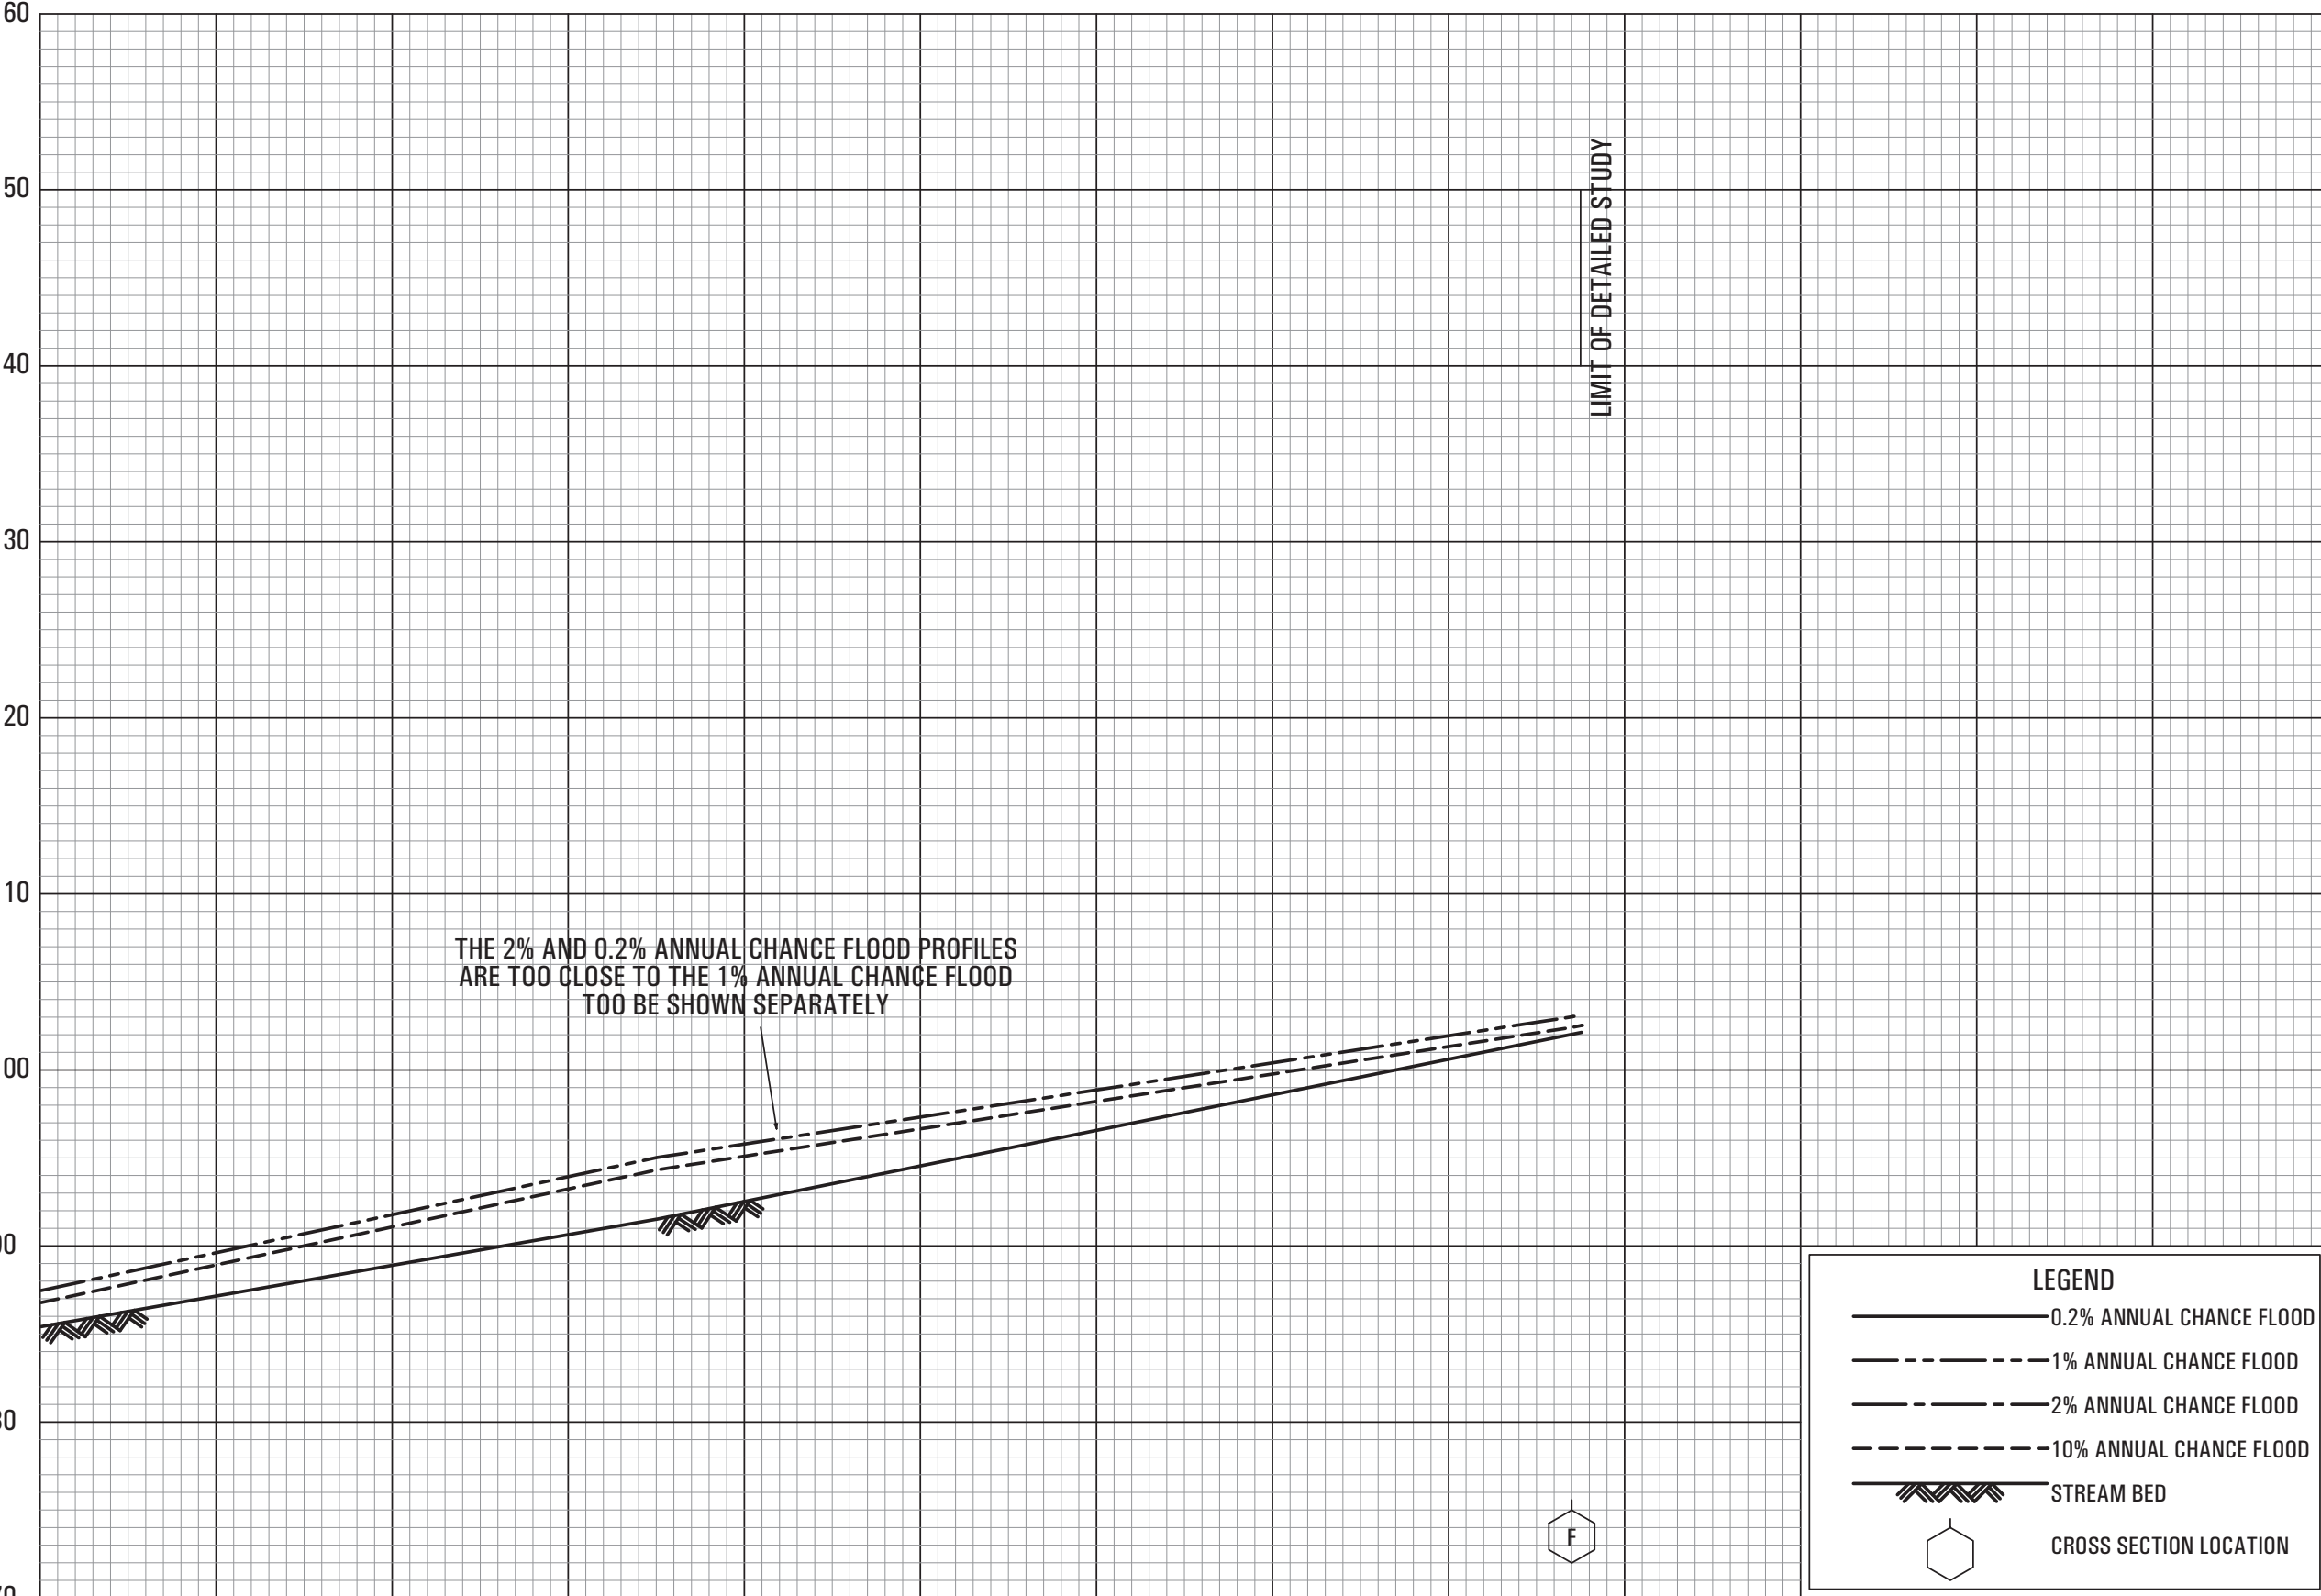 60
50
40
30
20
10
00
LIMIT OF DETAILED STUDY
THE 2% AND 0.2% ANNUAL CHANCE FLOOD PROFILES
ARE TOO CLOSE TO THE 1% ANNUAL CHANCE FLOOD
TOO BE SHOWN SEPARATELY
F
LEGEND
0.2% ANNUAL CHANCE FLOOD
1% ANNUAL CHANCE FLOOD
2% ANNUAL CHANCE FLOOD
10% ANNUAL CHANCE FLOOD
STREAM BED
CROSS SECTION LOCATION